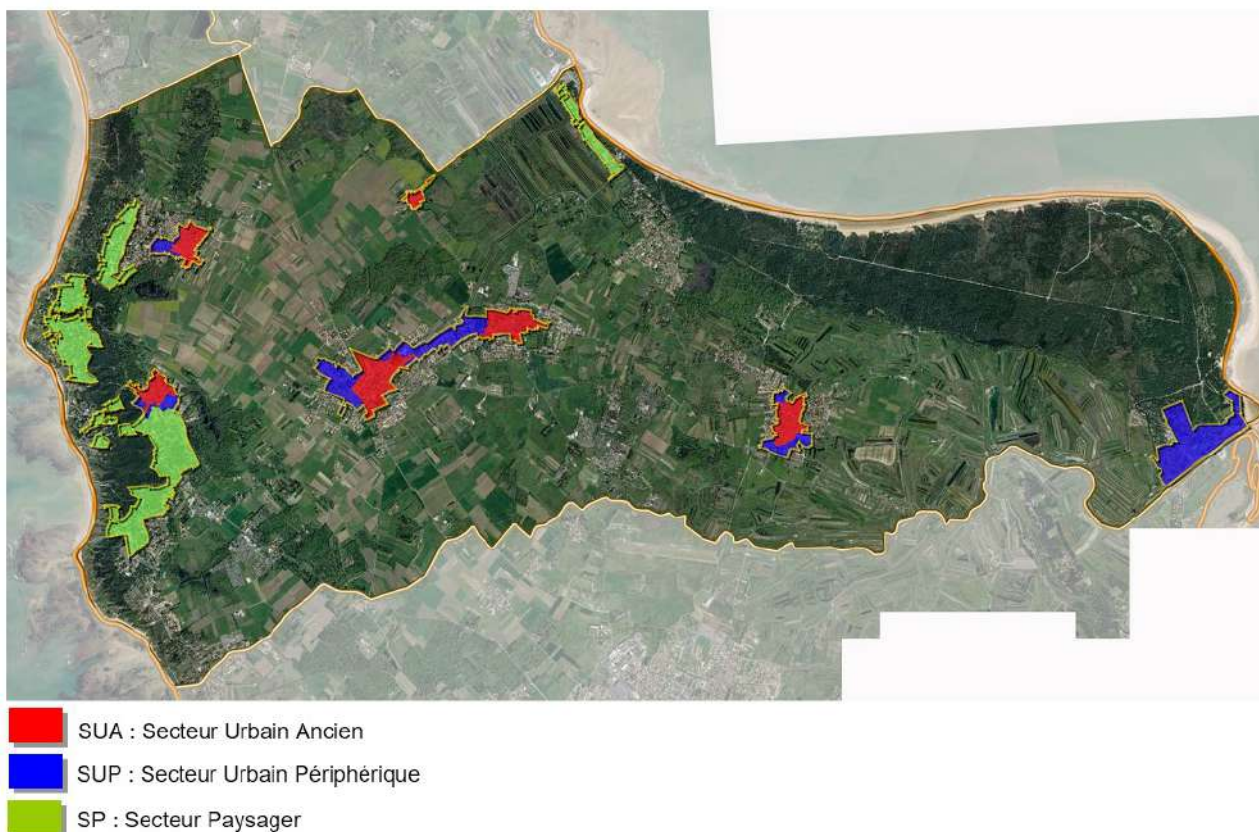 SUA : Secteur Urbain Ancien
SUP : Secteur Urbain Périphérique
SP : Secteur Paysager